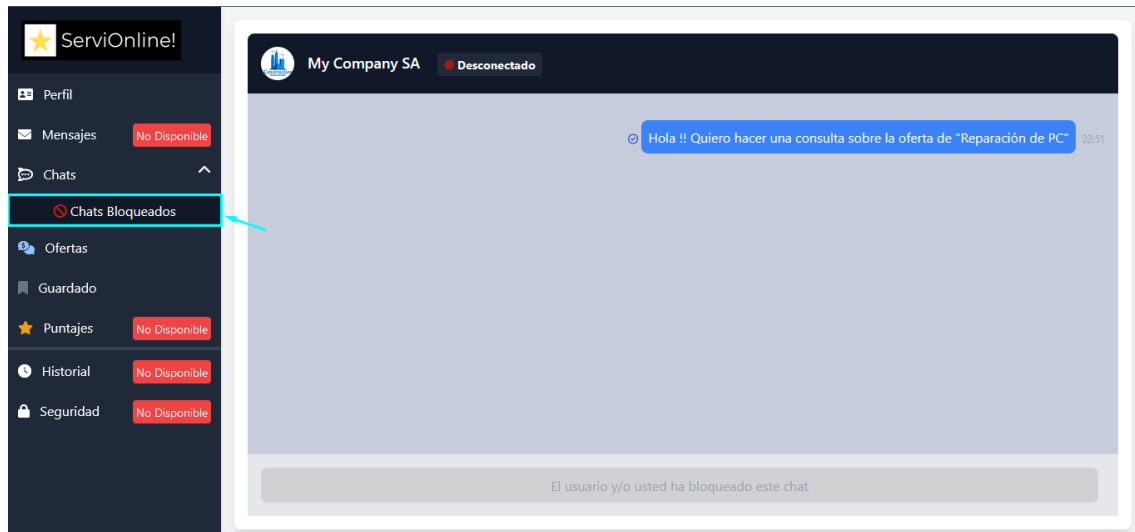 ServiOnline!
Perfil
Mensajes No Disponible
Chats
Chats Bloqueados
Ofertas
Guardado
Puntajes No Disponible
Historial No Disponible
Seguridad No Disponible
My Company SA Desconectado
Hola !! Quiero hacer una consulta sobre la oferta de "Reparación de PC" 22:51
El usuario y/o usted ha bloqueado este chat